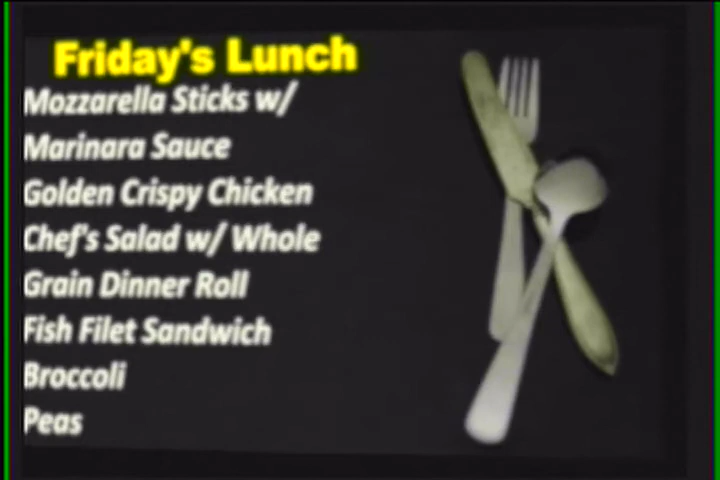 Friday's Lunch
Mozzarella Sticks w/
Marinara Sauce
Golden Crispy Chicken
Chef's Salad w/ Whole
Grain Dinner Roll
Fish Filet Sandwich
Broccoli
Peas